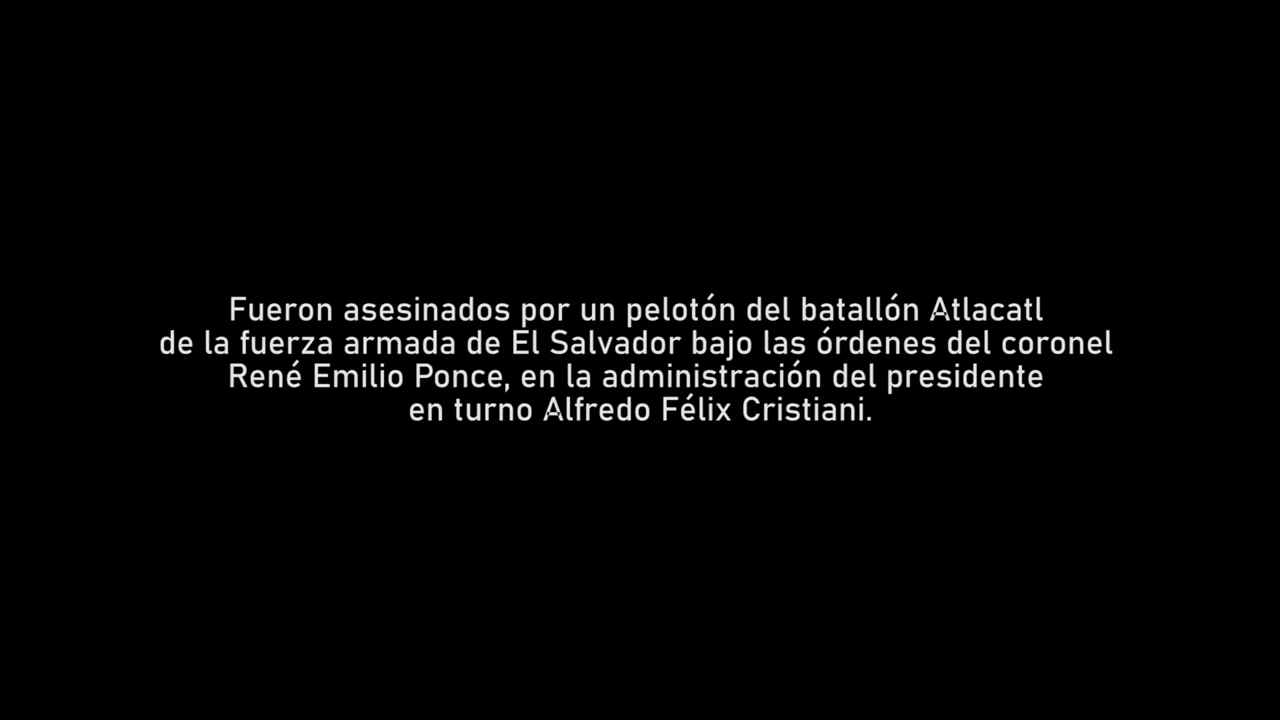 Fueron asesinados por un pelotón del batallón Atlacatl
de la fuerza armada de El Salvador bajo las órdenes del coronel
René Emilio Ponce, en la administración del presidente
en turno Alfredo Félix Cristiani.